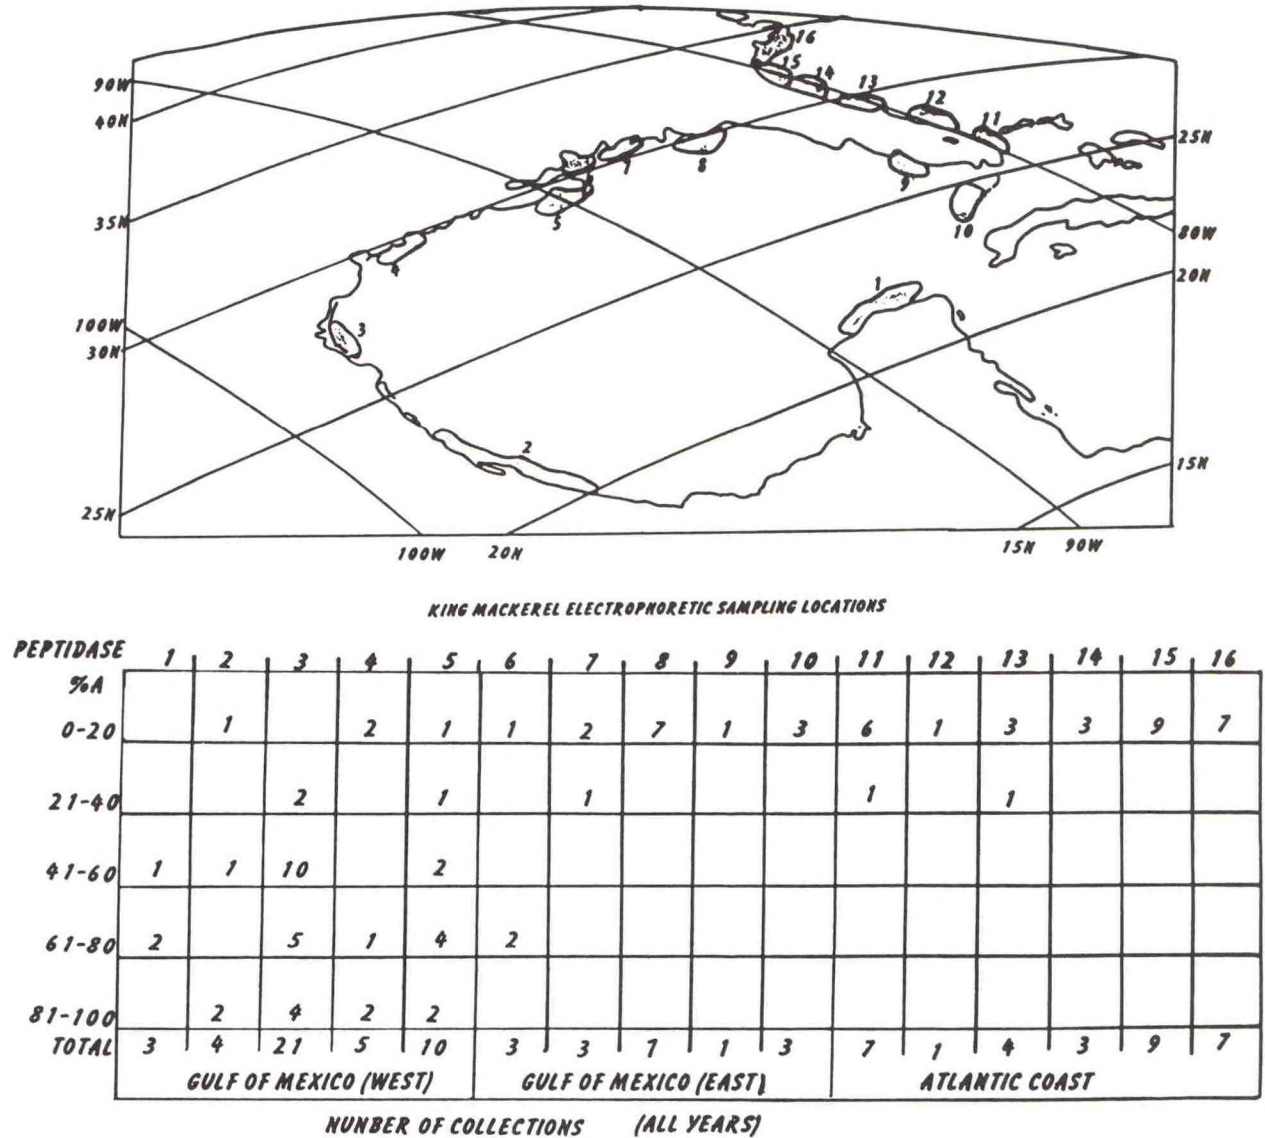 16
15
14
13
12
11
90W
40N
25N
7
8
9
6
5
10
35N
4
80W
20N
1
100W
30N
3
2
15N
25N
100W 20N 15N 90W
KING MACKEREL ELECTROPHORETIC SAMPLING LOCATIONS
PEPTIDASE 1 2 3 4 5 6 7 8 9 10 11 12 13 14 15 16
%A
0-20 1 2 1 1 2 7 1 3 6 1 3 3 9 7
21-40 2 1 1 1 1
41-60 1 1 10 2
61-80 2 5 1 4 2
81-100 2 4 2 2
TOTAL 3 4 21 5 10 3 3 7 1 3 7 1 4 3 9 7
GULF OF MEXICO (WEST) GULF OF MEXICO (EAST) ATLANTIC COAST
NUNBER OF COLLECTIONS (ALL YEARS)